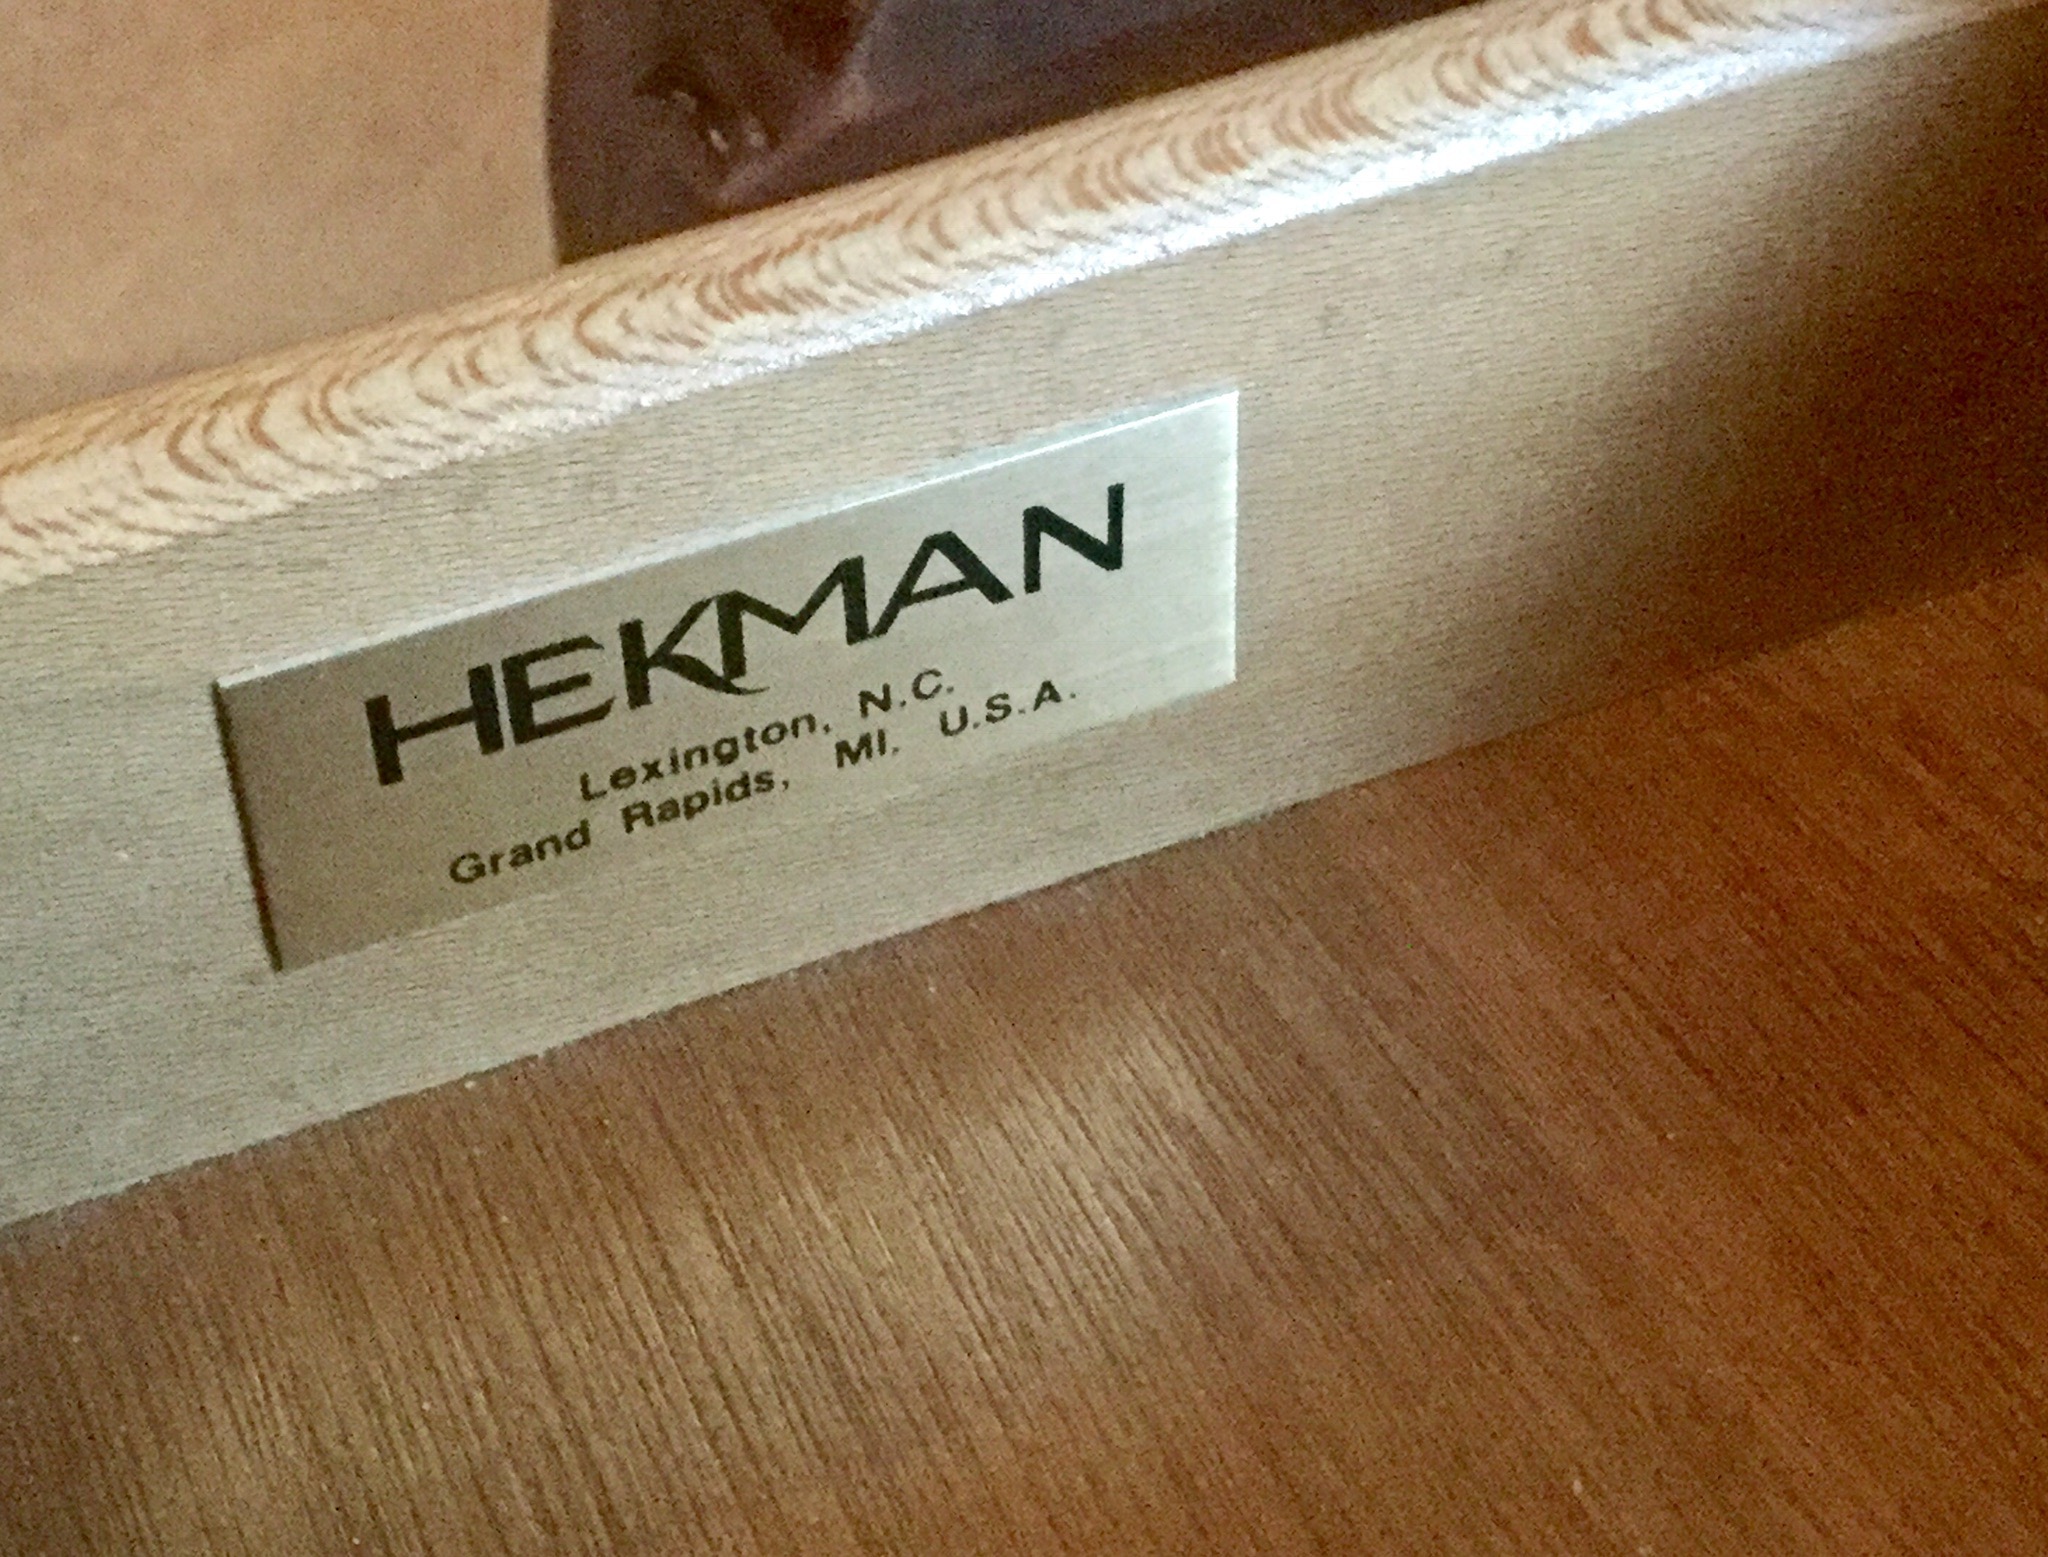 HEKMAN
Lexington, N.C.
Grand Rapids, MI. U.S.A.